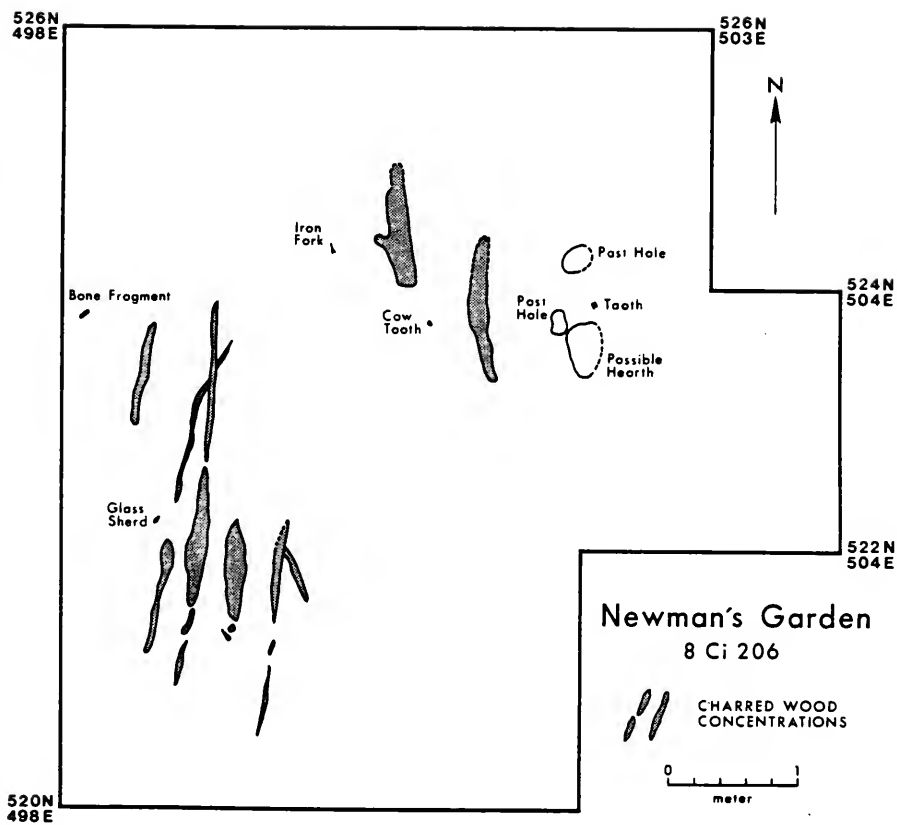 526N
498E
526N
503E
N
Iron
Fork
Post Hole
Bone Fragment
524N
504E
Post
Hole
Tooth
Cow
Tooth
Possible
Hearth
Glass
Sherd
522N
504E
Newman's Garden
8 Ci 206
CHARRED WOOD
CONCENTRATIONS
0 1
meter
520N
498E